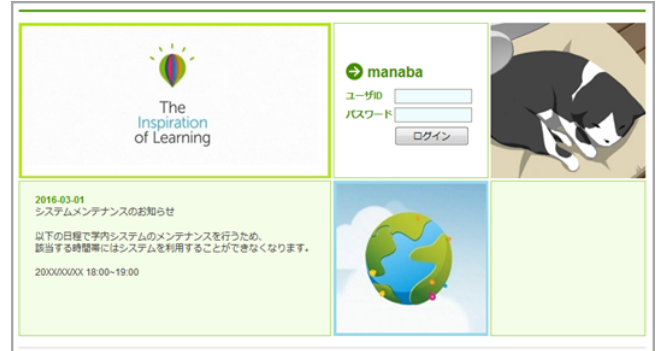 The
Inspiration
of Learning
manaba
ユーザID
パスワード
ログイン
2016-03-01
システムメンテナンスのお知らせ
以下の日程で学内システムのメンテナンスを行うため、
該当する時間帯にはシステムを利用することができなくなります。
20XX/XX/XX 18:00~19:00